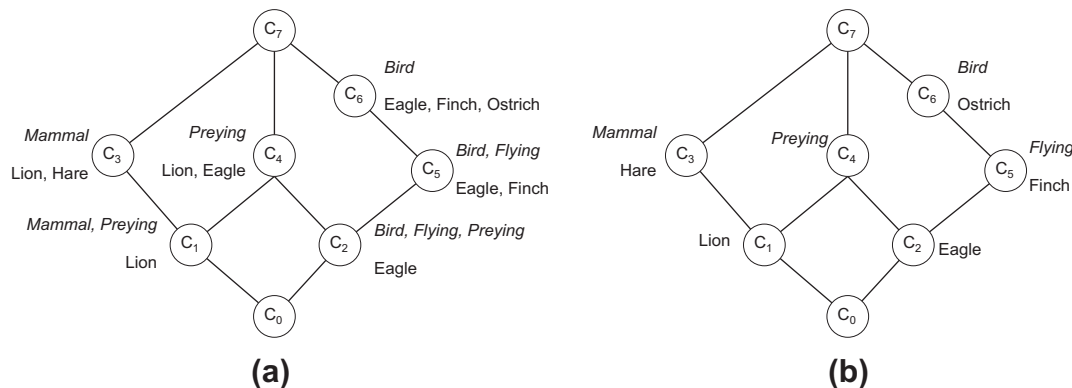 C7
Bird
C6
Eagle, Finch, Ostrich
Mammal
C3
Lion, Hare
Preying
C4
Lion, Eagle
Bird, Flying
C5
Eagle, Finch
Mammal, Preying
C1
Lion
Bird, Flying, Preying
C2
Eagle
C0
(a)
C7
Bird
C6
Ostrich
Mammal
C3
Hare
Preying
C4
Flying
C5
Finch
Lion
C1
C2
Eagle
C0
(b)